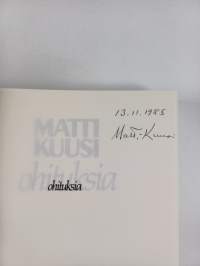 13.11.1985
Matti Kuusi
MATTI
KUUSI
ohituksia
ohituksia